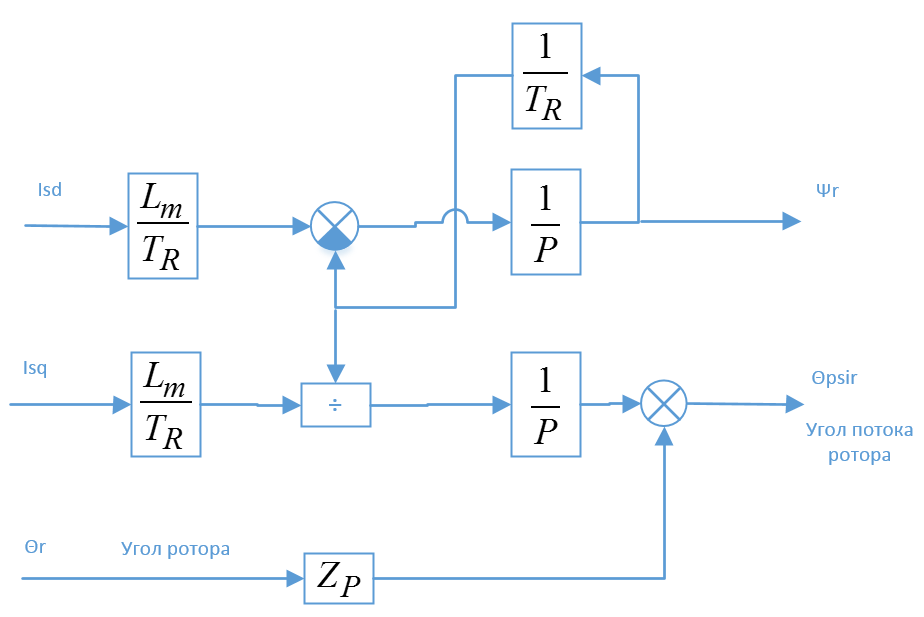 1
T_R
Isd
L_m
T_R
1
P
Ψr
Isq
L_m
T_R
÷
1
P
Θpsir
Угол потока
ротора
Θr
Угол ротора
Z_P